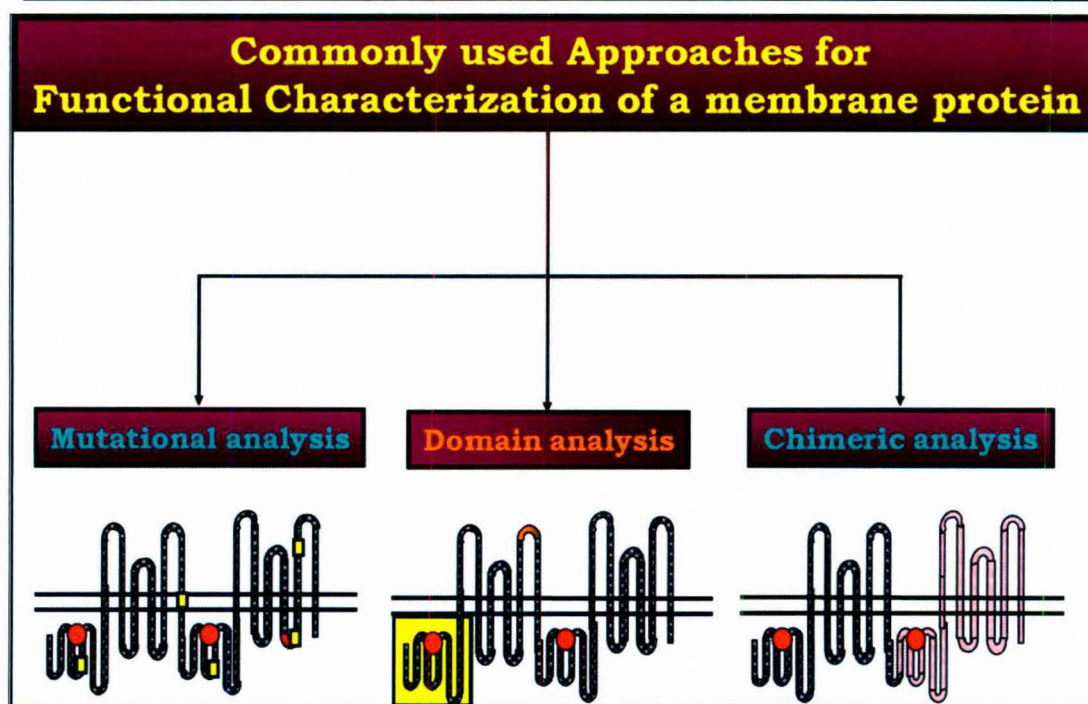 Commonly used Approaches for
Functional Characterization of a membrane protein
Mutational analysis
Domain analysis
Chimeric analysis